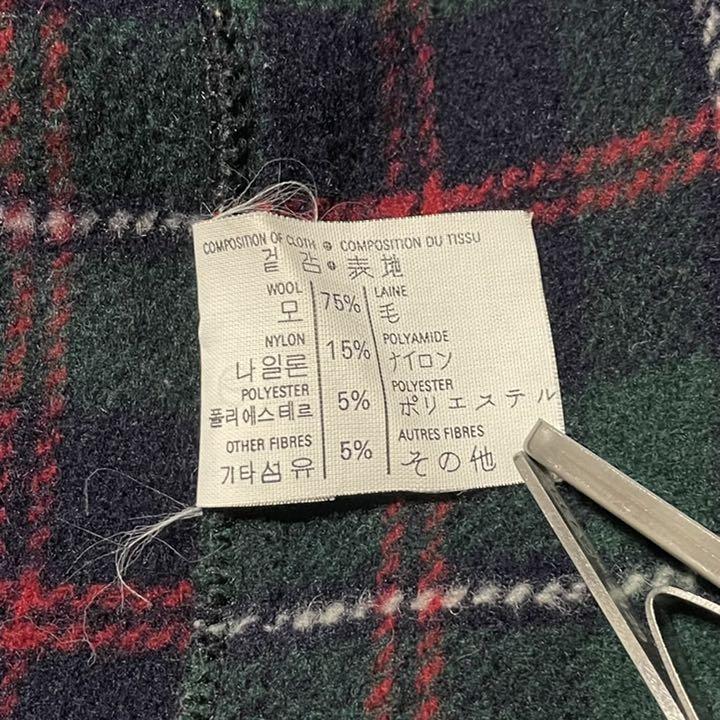 COMPOSITION OF CLOTH ⊕ COMPOSITION DU TISSU
겉감・表地
WOOL 75% LAINE
모 毛
NYLON 15% POLYAMIDE
나일론 ナイロン
POLYESTER 5% POLYESTER
폴리에스테르 ポリエステル
OTHER FIBRES 5% AUTRES FIBRES
기타섬유 その他